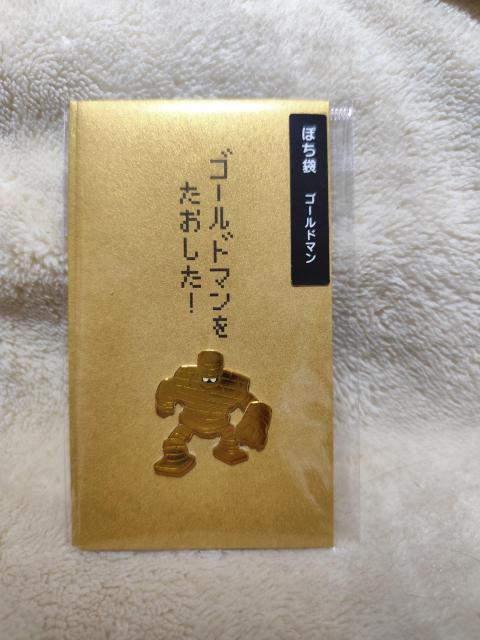 ぽち袋 ゴールドマン
ゴールドマンを
たおした!